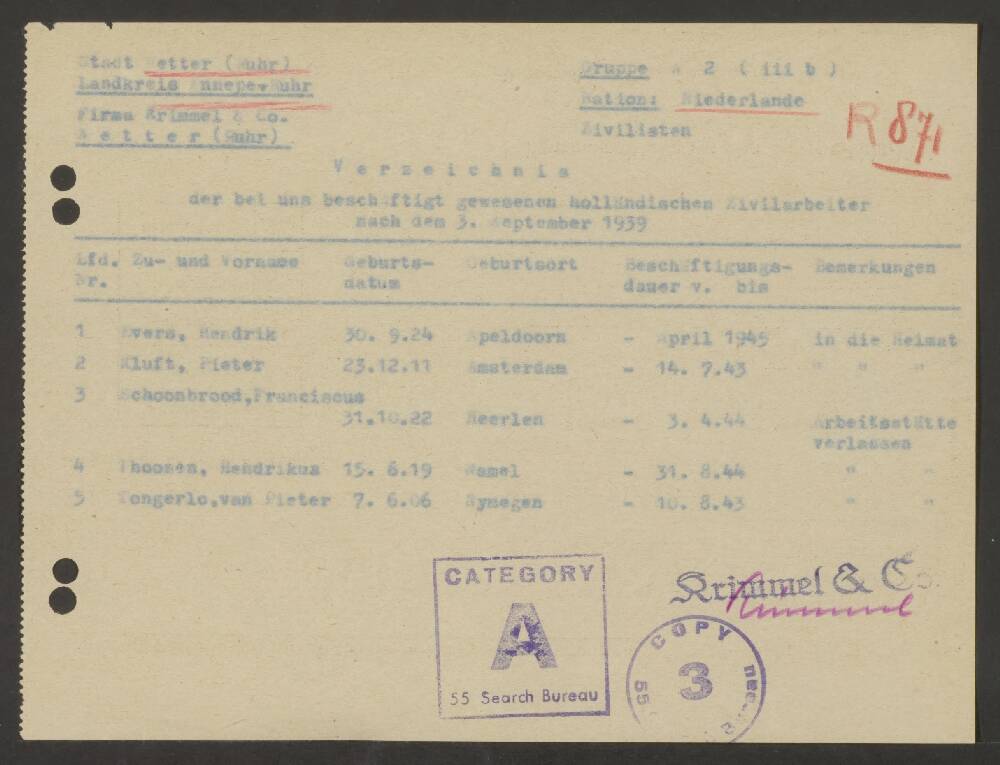 Stadt Wetter (Ruhr)
Landkreis Ennepe-Ruhr
Firma Krimmel & Co.
W e t t e r (Ruhr)
Gruppe A 2 ( iii b )
Nation: Niederlande
Zivilisten
R 871
V e r z e i c h n i s
der bei uns beschäftigt gewesenen holländischen Zivilarbeiter
nach dem 3. September 1939
Lfd. Zu- und Vorname Geburts- Geburtsort Beschäftigungs- Bemerkungen
Nr. datum dauer v. bis
1 Evers, Hendrik 30. 9.24 Apeldoorn - April 1945 in die Heimat
2 Kluft, Pieter 23.12.11 Amsterdam - 14. 7.43 " " "
3 Schoonbrood,Franciscus
31.10.22 Heerlen - 3. 4.44 Arbeitsstätte
verlassen
4 Thoosen, Hendrikus 15. 6.19 Wamel - 31. 8.44 " "
5 Tongerlo,van Pieter 7. 6.06 Nymegen - 10. 8.43 " "
Krimmel & Co.
Krimmel
CATEGORY
A
55 Search Bureau
COPY
3
55